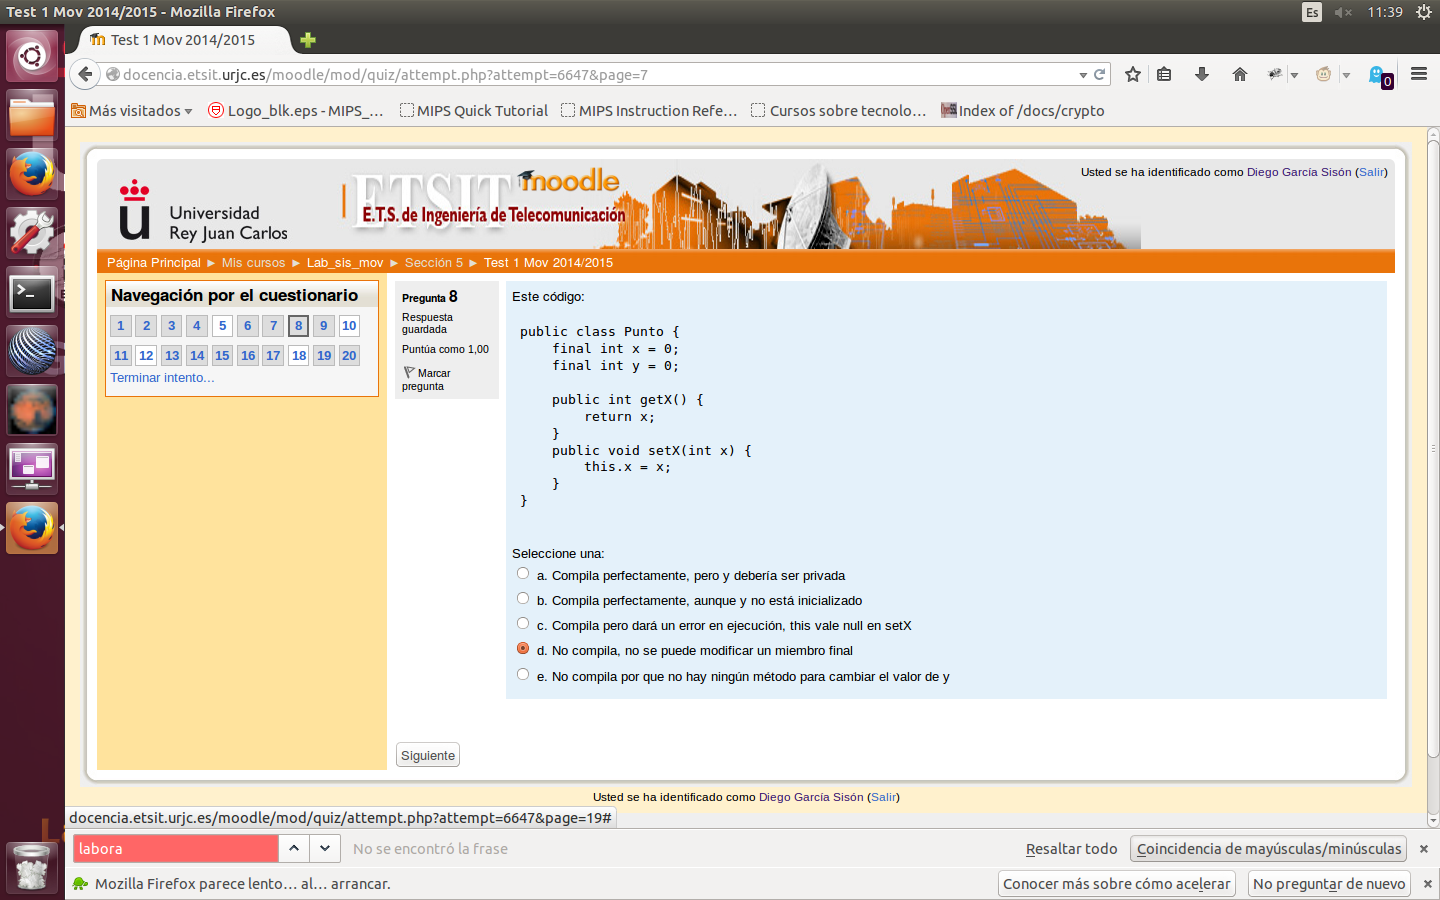 Test 1 Mov 2014/2015 - Mozilla Firefox
Es
11:39
Test 1 Mov 2014/2015
docencia.etsit.urjc.es/moodle/mod/quiz/attempt.php?attempt=6647&page=7
0
Más visitados
Logo_blk.eps - MIPS_...
MIPS Quick Tutorial
MIPS Instruction Refe...
Cursos sobre tecnolo...
Index of /docs/crypto
Universidad
Rey Juan Carlos
ETSIT moodle
E.T.S. de Ingeniería de Telecomunicación
Usted se ha identificado como Diego García Sisón (Salir)
Página Principal ► Mis cursos ► Lab_sis_mov ► Sección 5 ► Test 1 Mov 2014/2015
Navegación por el cuestionario
1 2 3 4 5 6 7 8 9 10
11 12 13 14 15 16 17 18 19 20
Terminar intento...
Pregunta 8
Respuesta
guardada
Puntúa como 1,00
Marcar
pregunta
Este código:
public class Punto {
    final int x = 0;
    final int y = 0;
    public int getX() {
        return x;
    }
    public void setX(int x) {
        this.x = x;
    }
}
Seleccione una:
a. Compila perfectamente, pero y debería ser privada
b. Compila perfectamente, aunque y no está inicializado
c. Compila pero dará un error en ejecución, this vale null en setX
d. No compila, no se puede modificar un miembro final
e. No compila por que no hay ningún método para cambiar el valor de y
Siguiente
Usted se ha identificado como Diego García Sisón (Salir)
docencia.etsit.urjc.es/moodle/mod/quiz/attempt.php?attempt=6647&page=19#
labora
No se encontró la frase
Resaltar todo
Coincidencia de mayúsculas/minúsculas
Mozilla Firefox parece lento... al... arrancar.
Conocer más sobre cómo acelerar
No preguntar de nuevo